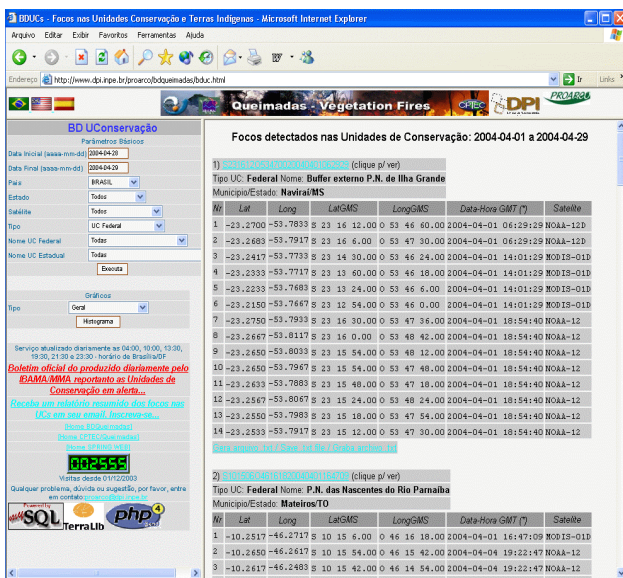 BDUCs - Focos nas Unidades Conservação e Terras Indígenas - Microsoft Internet Explorer
Arquivo Editar Exibir Favoritos Ferramentas Ajuda
Endereço http://www.dpi.inpe.br/proarco/bdqueimadas/bduc.html Ir Links
Queimadas - Vegetation Fires CPTEC DPI PROARCO
BD UConservação
Parâmetros Básicos
Data Inicial (aaaa-mm-dd) 2004-04-28
Data Final (aaaa-mm-dd) 2004-04-29
País BRASIL
Estado Todos
Satélite Todos
Tipo UC Federal
Nome UC Federal Todas
Nome UC Estadual Todas
Executa
Gráficos
Tipo Geral
Histograma
Serviço atualizado diariamente as 04:00, 10:00, 13:30,
19:30, 21:30 e 23:30 - horário de Brasília/DF
Boletim oficial do produzido diariamente pelo
IBAMA/MMA reportanto as Unidades de
Conservação em alerta...
Receba um relatório resumido dos focos nas
UCs em seu email. Inscreva-se...
[Home BDQueimadas]
[Home CPTEC/Queimadas]
[Home SPRING WEB]
002555
Visitas desde 01/12/2003
Qualquer problema, dúvida ou sugestão, por favor, entre
em contato:
Powered by
MySQL TerraLib php 4
Focos detectados nas Unidades de Conservação: 2004-04-01 a 2004-04-29
1) (clique p/ ver)
Tipo UC: Federal Nome: Buffer externo P.N. de Ilha Grande
Municipio/Estado: Naviraí/MS
Nr Lat Long LatGMS LongGMS Data-Hora GMT (*) Satelite
1 -23.2700 -53.7833 S 23 16 12.00 O 53 46 60.00 2004-04-01 06:29:29 NOAA-12D
2 -23.2683 -53.7917 S 23 16 6.00 O 53 47 30.00 2004-04-01 06:29:29 NOAA-12D
3 -23.2417 -53.7733 S 23 14 30.00 O 53 46 24.00 2004-04-01 14:01:29 MODIS-01D
4 -23.2333 -53.7717 S 23 13 60.00 O 53 46 18.00 2004-04-01 14:01:29 MODIS-01D
5 -23.2233 -53.7683 S 23 13 24.00 O 53 46 6.00 2004-04-01 14:01:29 MODIS-01D
6 -23.2150 -53.7667 S 23 12 54.00 O 53 46 0.00 2004-04-01 14:01:29 MODIS-01D
7 -23.2750 -53.7933 S 23 16 30.00 O 53 47 36.00 2004-04-01 18:54:40 NOAA-12
8 -23.2667 -53.8117 S 23 16 0.00 O 53 48 42.00 2004-04-01 18:54:40 NOAA-12
9 -23.2650 -53.8033 S 23 15 54.00 O 53 48 12.00 2004-04-01 18:54:40 NOAA-12
10 -23.2650 -53.7967 S 23 15 54.00 O 53 47 48.00 2004-04-01 18:54:40 NOAA-12
11 -23.2633 -53.7883 S 23 15 48.00 O 53 47 18.00 2004-04-01 18:54:40 NOAA-12
12 -23.2567 -53.8067 S 23 15 24.00 O 53 48 24.00 2004-04-01 18:54:40 NOAA-12
13 -23.2550 -53.7983 S 23 15 18.00 O 53 47 54.00 2004-04-01 18:54:40 NOAA-12
14 -23.2533 -53.7917 S 23 15 12.00 O 53 47 30.00 2004-04-01 18:54:40 NOAA-12
Gera arquivo .txt / Save .txt file / Graba archivo .txt
2) (clique p/ ver)
Tipo UC: Federal Nome: P.N. das Nascentes do Rio Parnaíba
Municipio/Estado: Mateiros/TO
Nr Lat Long LatGMS LongGMS Data-Hora GMT (*) Satelite
1 -10.2517 -46.2717 S 10 15 6.00 O 46 16 18.00 2004-04-01 16:47:09 MODIS-01D
2 -10.2650 -46.2617 S 10 15 54.00 O 46 15 42.00 2004-04-04 19:22:47 NOAA-12
3 -10.2617 -46.2483 S 10 15 42.00 O 46 14 54.00 2004-04-04 19:22:47 NOAA-12